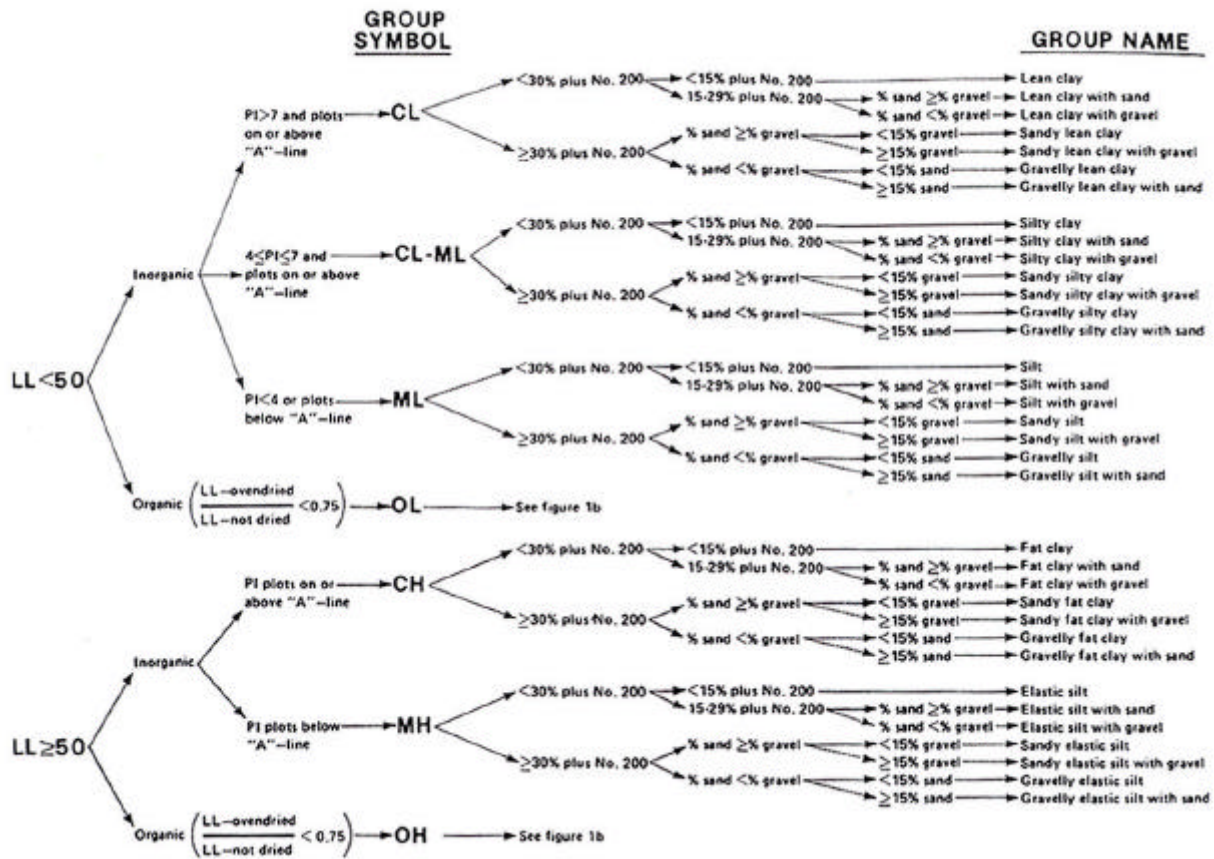 GROUP
SYMBOL
GROUP NAME
<30% plus No. 200
<15% plus No. 200
Lean clay
15-29% plus No. 200
% sand ≥% gravel
Lean clay with sand
% sand <% gravel
Lean clay with gravel
PI>7 and plots
on or above
"A"-line
CL
≥30% plus No. 200
% sand ≥% gravel
<15% gravel
Sandy lean clay
≥15% gravel
Sandy lean clay with gravel
% sand <% gravel
<15% sand
Gravelly lean clay
≥15% sand
Gravelly lean clay with sand
<30% plus No. 200
<15% plus No. 200
Silty clay
15-29% plus No. 200
% sand ≥% gravel
Silty clay with sand
% sand <% gravel
Silty clay with gravel
Inorganic
4≤PI≤7 and
plots on or above
"A"-line
CL-ML
≥30% plus No. 200
% sand ≥% gravel
<15% gravel
Sandy silty clay
≥15% gravel
Sandy silty clay with gravel
% sand <% gravel
<15% sand
Gravelly silty clay
≥15% sand
Gravelly silty clay with sand
LL<50
<30% plus No. 200
<15% plus No. 200
Silt
15-29% plus No. 200
% sand ≥% gravel
Silt with sand
% sand <% gravel
Silt with gravel
PI<4 or plots
below "A"-line
ML
≥30% plus No. 200
% sand ≥% gravel
<15% gravel
Sandy silt
≥15% gravel
Sandy silt with gravel
% sand <% gravel
<15% sand
Gravelly silt
≥15% sand
Gravelly silt with sand
Organic (LL-ovendried / LL-not dried <0.75)
OL
See figure 1b
<30% plus No. 200
<15% plus No. 200
Fat clay
15-29% plus No. 200
% sand ≥% gravel
Fat clay with sand
% sand <% gravel
Fat clay with gravel
PI plots on or
above "A"-line
CH
≥30% plus No. 200
% sand ≥% gravel
<15% gravel
Sandy fat clay
≥15% gravel
Sandy fat clay with gravel
% sand <% gravel
<15% sand
Gravelly fat clay
≥15% sand
Gravelly fat clay with sand
Inorganic
<30% plus No. 200
<15% plus No. 200
Elastic silt
15-29% plus No. 200
% sand ≥% gravel
Elastic silt with sand
% sand <% gravel
Elastic silt with gravel
PI plots below
"A"-line
MH
≥30% plus No. 200
% sand ≥% gravel
<15% gravel
Sandy elastic silt
≥15% gravel
Sandy elastic silt with gravel
% sand <% gravel
<15% sand
Gravelly elastic silt
≥15% sand
Gravelly elastic silt with sand
LL≥50
Organic (LL-ovendried / LL-not dried <0.75)
OH
See figure 1b